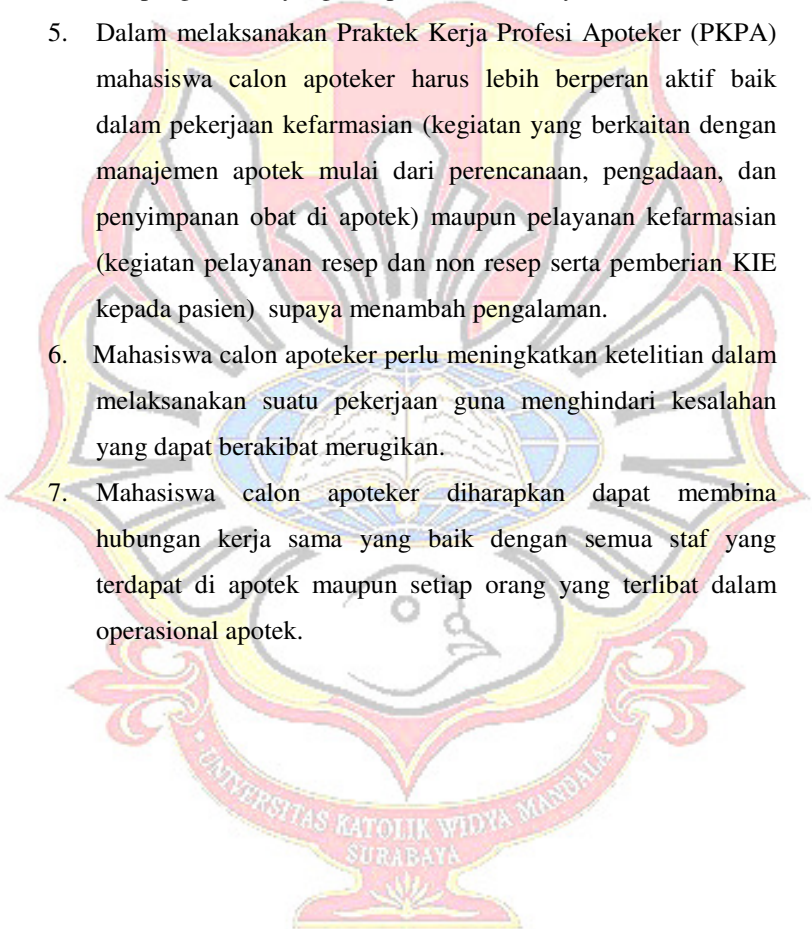 5. Dalam melaksanakan Praktek Kerja Profesi Apoteker (PKPA)
mahasiswa calon apoteker harus lebih berperan aktif baik
dalam pekerjaan kefarmasian (kegiatan yang berkaitan dengan
manajemen apotek mulai dari perencanaan, pengadaan, dan
penyimpanan obat di apotek) maupun pelayanan kefarmasian
(kegiatan pelayanan resep dan non resep serta pemberian KIE
kepada pasien) supaya menambah pengalaman.
6. Mahasiswa calon apoteker perlu meningkatkan ketelitian dalam
melaksanakan suatu pekerjaan guna menghindari kesalahan
yang dapat berakibat merugikan.
7. Mahasiswa calon apoteker diharapkan dapat membina
hubungan kerja sama yang baik dengan semua staf yang
terdapat di apotek maupun setiap orang yang terlibat dalam
operasional apotek.
UNIVERSITAS KATOLIK WIDYA MANDALA
SURABAYA